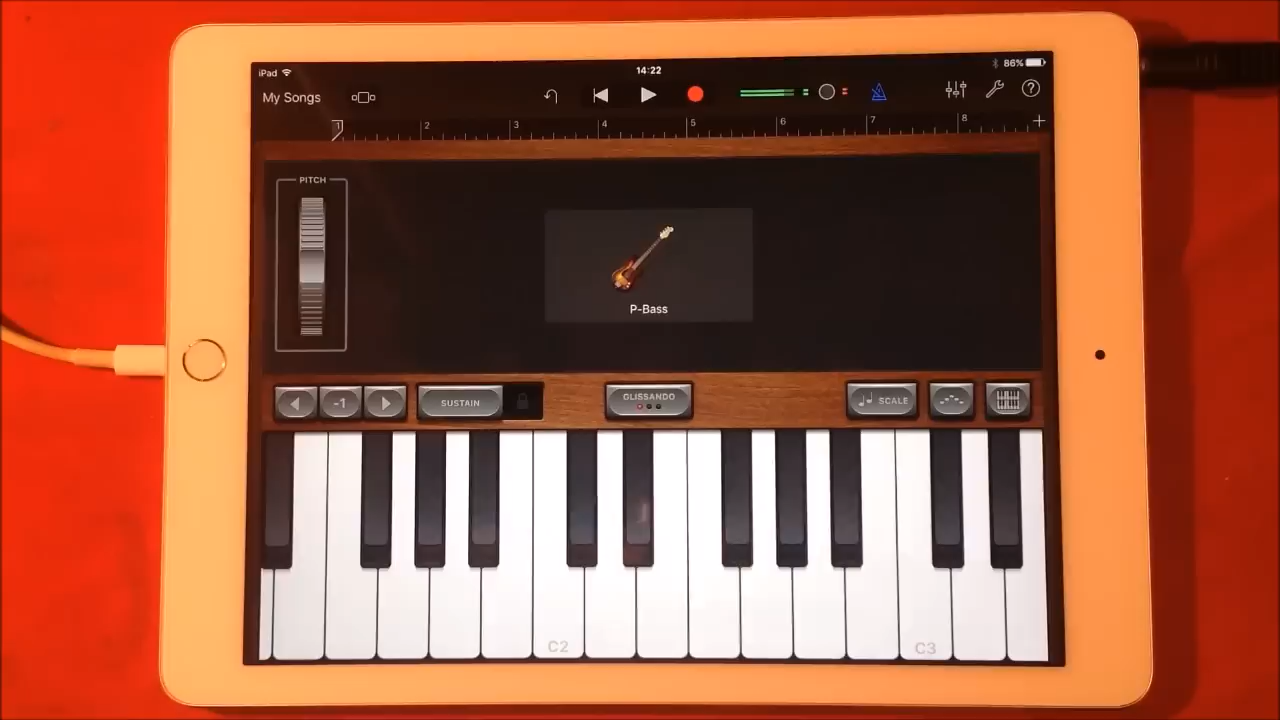 iPad 14:22 86%
My Songs
1 2 3 4 5 6 7 8 +
PITCH
P-Bass
-1 SUSTAIN GLISSANDO SCALE
C2 C3